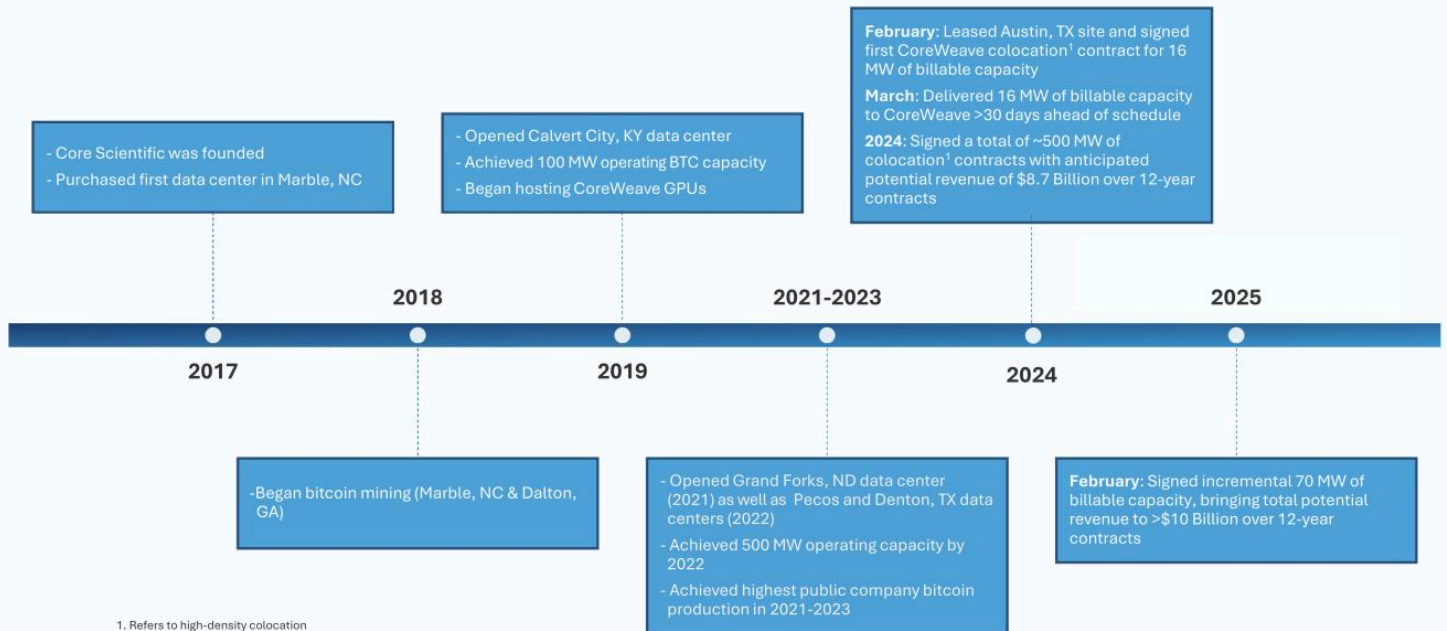 - Core Scientific was founded
- Purchased first data center in Marble, NC
- Opened Calvert City, KY data center
- Achieved 100 MW operating BTC capacity
- Began hosting CoreWeave GPUs
February: Leased Austin, TX site and signed
first CoreWeave colocation¹ contract for 16
MW of billable capacity
March: Delivered 16 MW of billable capacity
to CoreWeave >30 days ahead of schedule
2024: Signed a total of ~500 MW of
colocation¹ contracts with anticipated
potential revenue of $8.7 Billion over 12-year
contracts
2018
2021-2023
2025
2017
2019
2024
-Began bitcoin mining (Marble, NC & Dalton,
GA)
- Opened Grand Forks, ND data center
(2021) as well as Pecos and Denton, TX data
centers (2022)
- Achieved 500 MW operating capacity by
2022
- Achieved highest public company bitcoin
production in 2021-2023
February: Signed incremental 70 MW of
billable capacity, bringing total potential
revenue to >$10 Billion over 12-year
contracts
1. Refers to high-density colocation